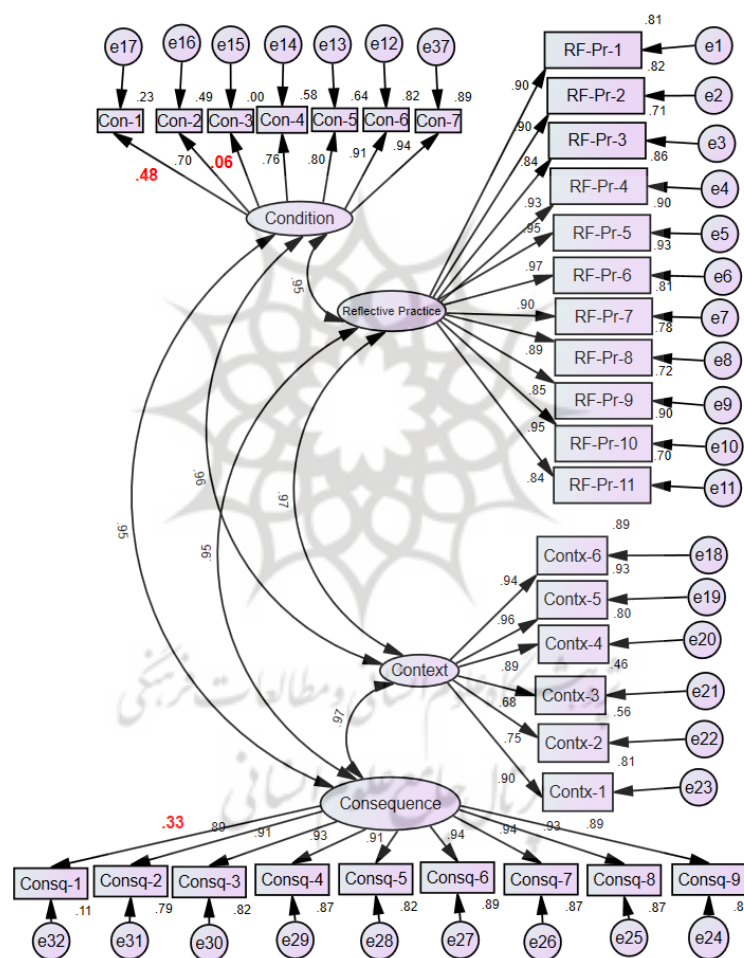 e17 e16 e15 e14 e13 e12 e37
.23 .49 .00 .58 .64 .82 .89
Con-1 Con-2 Con-3 Con-4 Con-5 Con-6 Con-7
.48 .70 .06 .76 .80 .91 .94
Condition
.95
Reflective Practice
.81
RF-Pr-1 e1
.90 .82
RF-Pr-2 e2
.90 .71
RF-Pr-3 e3
.84 .86
RF-Pr-4 e4
.93 .90
RF-Pr-5 e5
.95 .93
RF-Pr-6 e6
.97 .81
RF-Pr-7 e7
.90 .78
RF-Pr-8 e8
.89 .72
RF-Pr-9 e9
.85 .90
RF-Pr-10 e10
.95 .70
RF-Pr-11 e11
.84
.95 .96 .96 .97
.89
Contx-6 e18
.94 .93
Contx-5 e19
.96 .80
Contx-4 e20
.89 .46
Contx-3 e21
.68 .56
Contx-2 e22
.75 .81
Contx-1 e23
.90
Context
.97
پژوهشگاه علوم انسانی و مطالعات فرهنگی
پرتال جامع علوم انسانی
Consequence
.33 .89 .91 .93 .91 .94 .94 .93 .89
Consq-1 Consq-2 Consq-3 Consq-4 Consq-5 Consq-6 Consq-7 Consq-8 Consq-9
.11 .79 .82 .87 .82 .89 .87 .87
e32 e31 e30 e29 e28 e27 e26 e25 e24